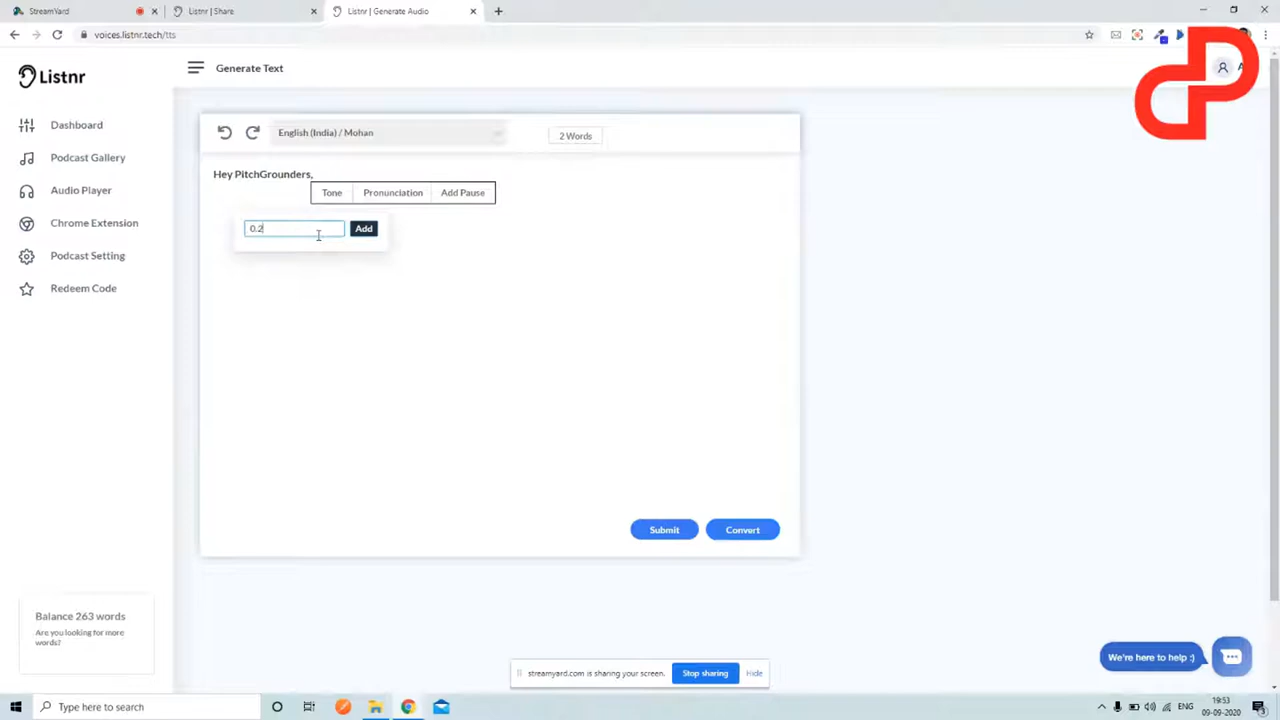 StreamYard
Listnr | Share
Listnr | Generate Audio
voices.listnr.tech/tts
Listnr
Generate Text
Dashboard
Podcast Gallery
Audio Player
Chrome Extension
Podcast Setting
Redeem Code
English (India) / Mohan
2 Words
Hey PitchGrounders,
Tone
Pronunciation
Add Pause
0.2
Add
Submit
Convert
Balance 263 words
Are you looking for more
words?
We're here to help :)
streamyard.com is sharing your screen.
Stop sharing
Hide
Type here to search
ENG
19:53
09-09-2020